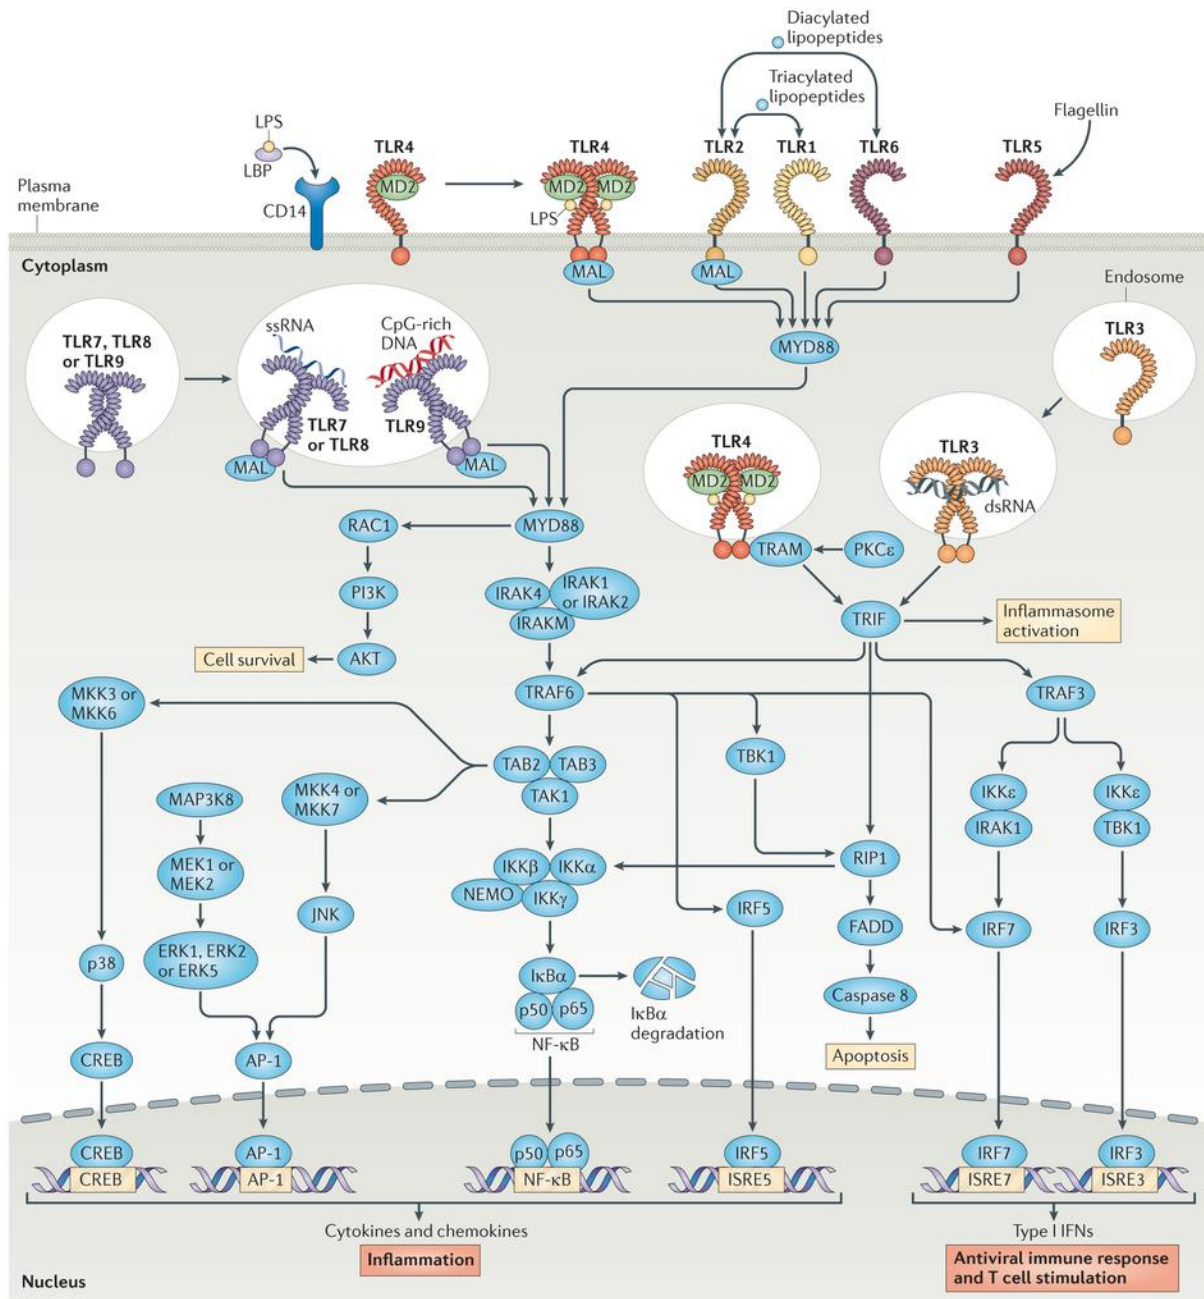 Diacylated
lipopeptides
Triacylated
lipopeptides
LPS
LBP
CD14
TLR4
MD2
TLR4
MD2 MD2
LPS
MAL
TLR2
MAL
TLR1
TLR6
TLR5
Flagellin
Plasma
membrane
Cytoplasm
MYD88
Endosome
TLR3
TLR7, TLR8
or TLR9
ssRNA
CpG-rich
DNA
TLR7
or TLR8
TLR9
MAL
MAL
TLR4
MD2 MD2
TLR3
dsRNA
RAC1
MYD88
TRAM
PKCε
PI3K
IRAK4
IRAK1
or IRAK2
IRAKM
TRIF
Inflammasome
activation
Cell survival
AKT
MKK3 or
MKK6
TRAF6
TRAF3
TAB2
TAB3
TAK1
TBK1
MAP3K8
MKK4 or
MKK7
IKKε
IRAK1
IKKε
TBK1
MEK1 or
MEK2
IKKβ
IKKα
NEMO
IKKγ
RIP1
JNK
IRF5
FADD
IRF7
IRF3
p38
ERK1, ERK2
or ERK5
IκBα
p50 p65
NF-κB
IκBα
degradation
Caspase 8
CREB
AP-1
Apoptosis
CREB
CREB
AP-1
AP-1
p50 p65
NF-κB
IRF5
ISRE5
IRF7
ISRE7
IRF3
ISRE3
Cytokines and chemokines
Inflammation
Type I IFNs
Antiviral immune response
and T cell stimulation
Nucleus